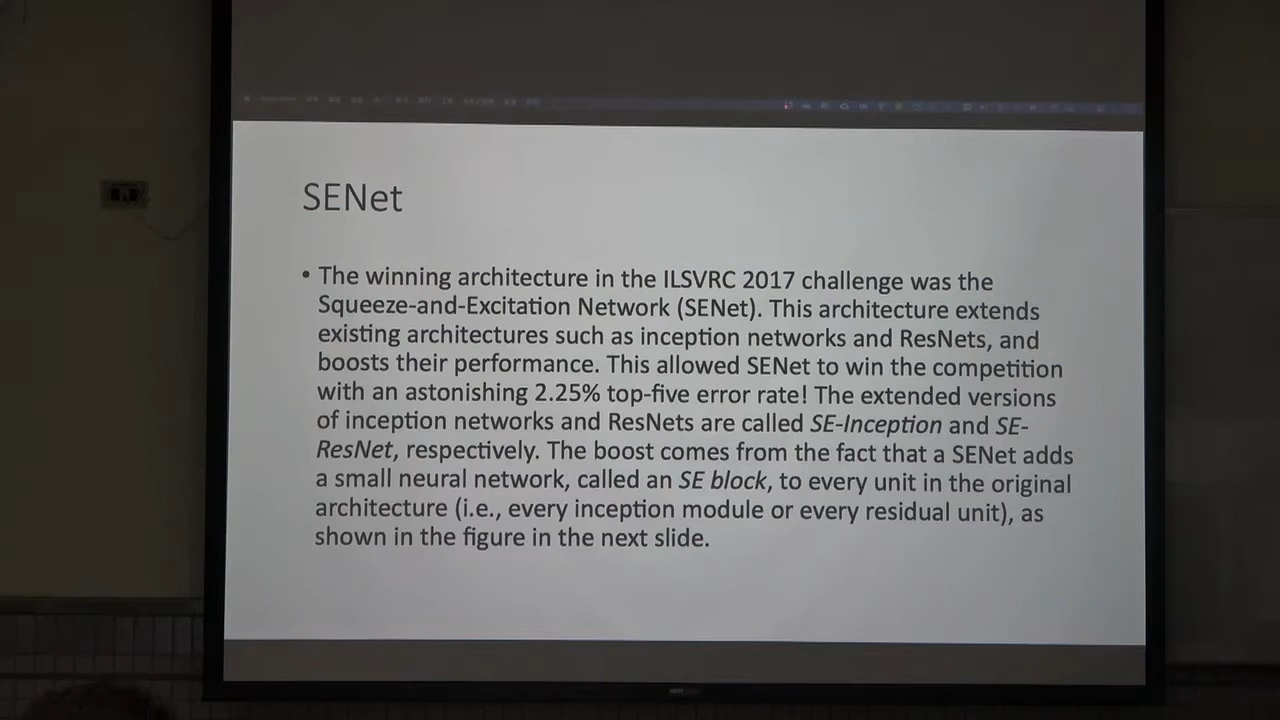 SENet
• The winning architecture in the ILSVRC 2017 challenge was the
Squeeze-and-Excitation Network (SENet). This architecture extends
existing architectures such as inception networks and ResNets, and
boosts their performance. This allowed SENet to win the competition
with an astonishing 2.25% top-five error rate! The extended versions
of inception networks and ResNets are called SE-Inception and SE-
ResNet, respectively. The boost comes from the fact that a SENet adds
a small neural network, called an SE block, to every unit in the original
architecture (i.e., every inception module or every residual unit), as
shown in the figure in the next slide.